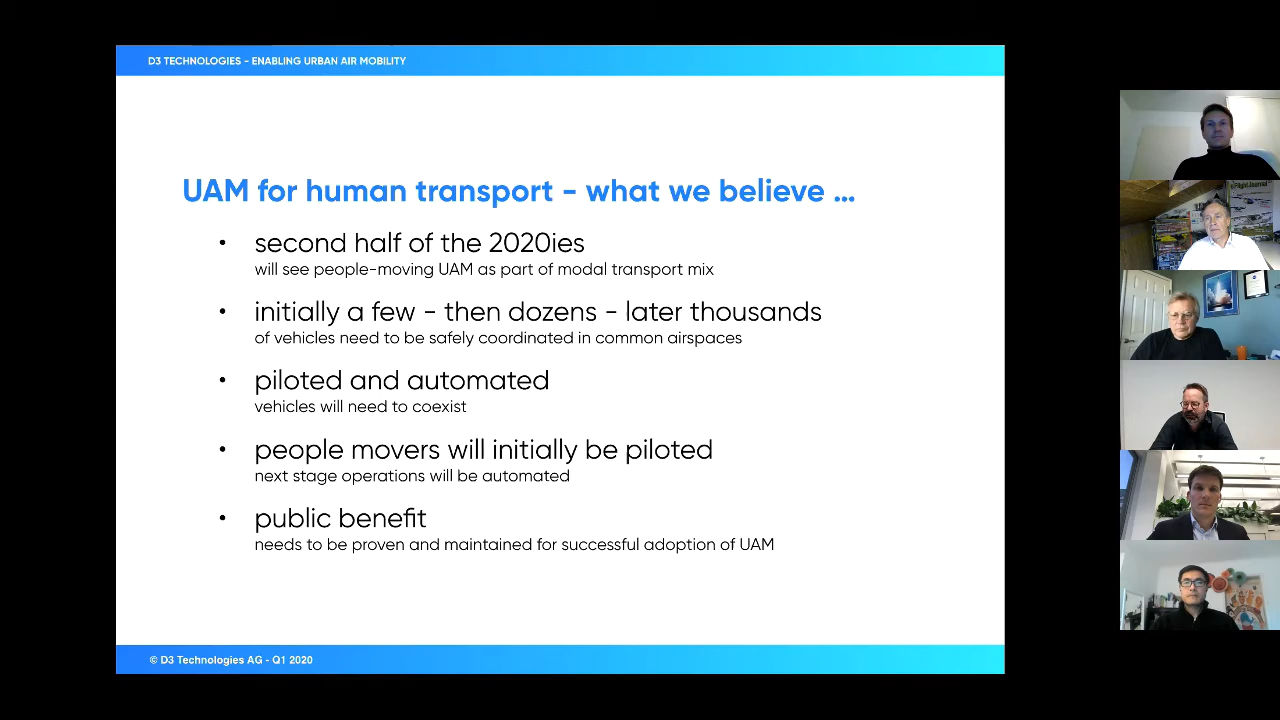 D3 TECHNOLOGIES - ENABLING URBAN AIR MOBILITY
UAM for human transport - what we believe ...
• second half of the 2020ies
will see people-moving UAM as part of modal transport mix
• initially a few - then dozens - later thousands
of vehicles need to be safely coordinated in common airspaces
• piloted and automated
vehicles will need to coexist
• people movers will initially be piloted
next stage operations will be automated
• public benefit
needs to be proven and maintained for successful adoption of UAM
© D3 Technologies AG - Q1 2020
Flight Journal